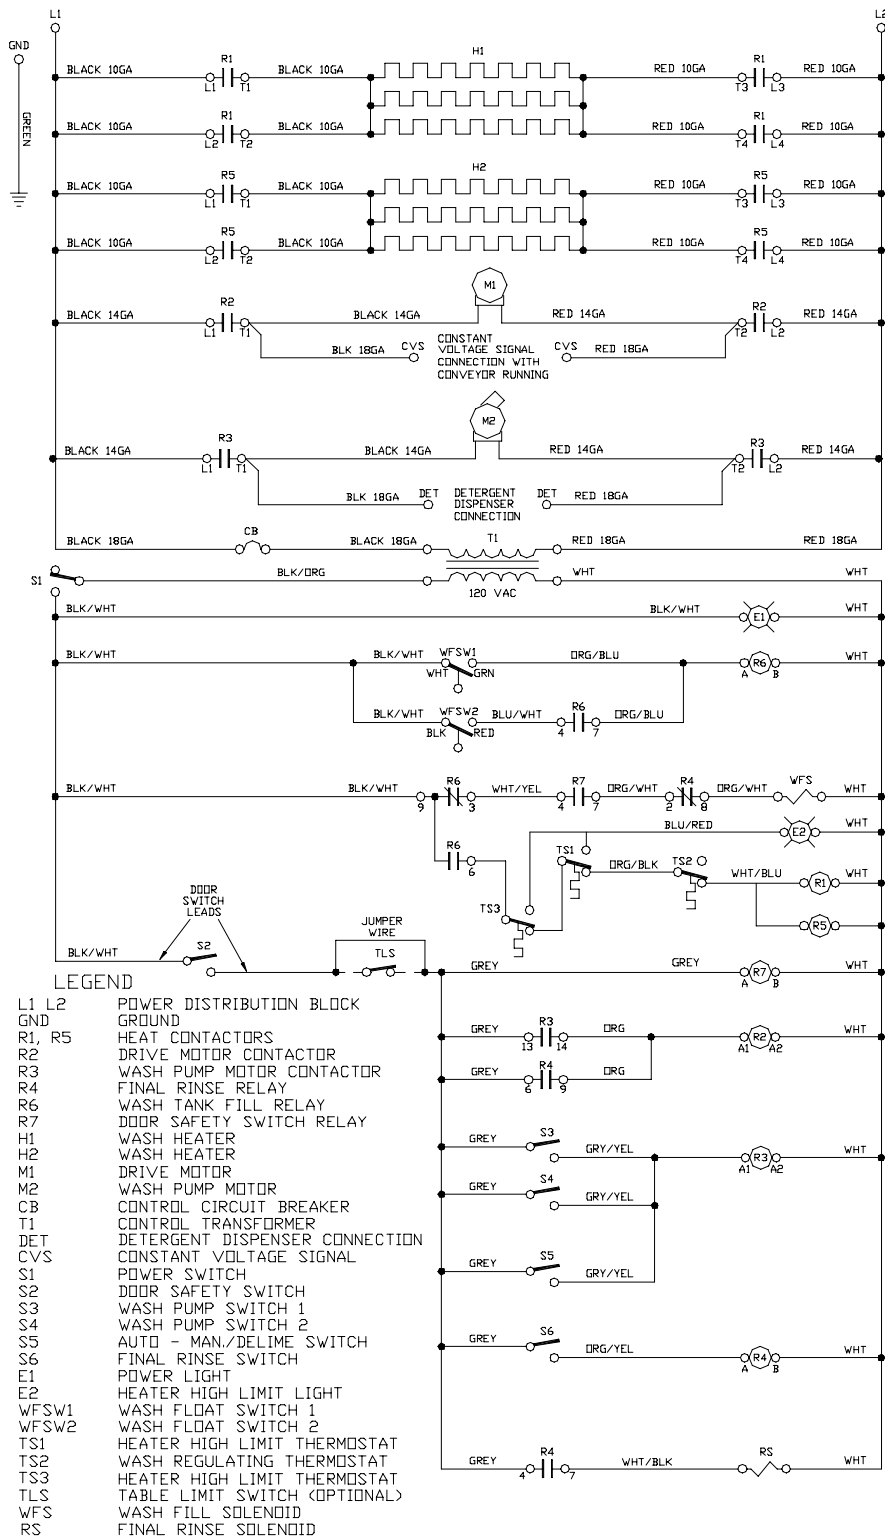 L1 L2
GND
GREEN
BLACK 10GA R1 BLACK 10GA H1 RED 10GA R1 RED 10GA
L1 T1 T3 L3
BLACK 10GA R1 BLACK 10GA RED 10GA R1 RED 10GA
L2 T2 T4 L4
BLACK 10GA R5 BLACK 10GA H2 RED 10GA R5 RED 10GA
L1 T1 T3 L3
BLACK 10GA R5 BLACK 10GA RED 10GA R5 RED 10GA
L2 T2 T4 L4
M1
BLACK 14GA R2 BLACK 14GA RED 14GA R2 RED 14GA
L1 T1 T2 L2
BLK 18GA CVS CVS RED 18GA
CONSTANT
VOLTAGE SIGNAL
CONNECTION WITH
CONVEYOR RUNNING
M2
BLACK 14GA R3 BLACK 14GA RED 14GA R3 RED 14GA
L1 T1 T2 L2
BLK 18GA DET DET RED 18GA
DETERGENT
DISPENSER
CONNECTION
BLACK 18GA CB BLACK 18GA T1 RED 18GA RED 18GA
S1 BLK/ORG WHT WHT
120 VAC
BLK/WHT BLK/WHT E1
BLK/WHT BLK/WHT WFSW1 ORG/BLU R6 WHT
WHT GRN A B
BLK/WHT WFSW2 BLU/WHT R6 ORG/BLU
BLK RED 4 7
BLK/WHT BLK/WHT R6 WHT/YEL R7 ORG/WHT R4 ORG/WHT WFS WHT
9 3 4 7 2 8
BLU/RED E2 WHT
R6 TS1 ORG/BLK TS2 WHT/BLU R1 WHT
6
TS3 R5
DOOR
SWITCH
LEADS
JUMPER
WIRE
BLK/WHT S2 TLS GREY GREY R7 WHT
A B
GREY R3 ORG R2 WHT
13 14 A1 A2
GREY R4 ORG
6 9
GREY S3 GRY/YEL R3 WHT
A1 A2
GREY S4 GRY/YEL
GREY S5 GRY/YEL
GREY S6 ORG/YEL R4 WHT
A B
GREY R4 WHT/BLK RS WHT
4 7
LEGEND
L1 L2 POWER DISTRIBUTION BLOCK
GND GROUND
R1, R5 HEAT CONTACTORS
R2 DRIVE MOTOR CONTACTOR
R3 WASH PUMP MOTOR CONTACTOR
R4 FINAL RINSE RELAY
R6 WASH TANK FILL RELAY
R7 DOOR SAFETY SWITCH RELAY
H1 WASH HEATER
H2 WASH HEATER
M1 DRIVE MOTOR
M2 WASH PUMP MOTOR
CB CONTROL CIRCUIT BREAKER
T1 CONTROL TRANSFORMER
DET DETERGENT DISPENSER CONNECTION
CVS CONSTANT VOLTAGE SIGNAL
S1 POWER SWITCH
S2 DOOR SAFETY SWITCH
S3 WASH PUMP SWITCH 1
S4 WASH PUMP SWITCH 2
S5 AUTO - MAN./DELIME SWITCH
S6 FINAL RINSE SWITCH
E1 POWER LIGHT
E2 HEATER HIGH LIMIT LIGHT
WFSW1 WASH FLOAT SWITCH 1
WFSW2 WASH FLOAT SWITCH 2
TS1 HEATER HIGH LIMIT THERMOSTAT
TS2 WASH REGULATING THERMOSTAT
TS3 HEATER HIGH LIMIT THERMOSTAT
TLS TABLE LIMIT SWITCH (OPTIONAL)
WFS WASH FILL SOLENOID
RS FINAL RINSE SOLENOID